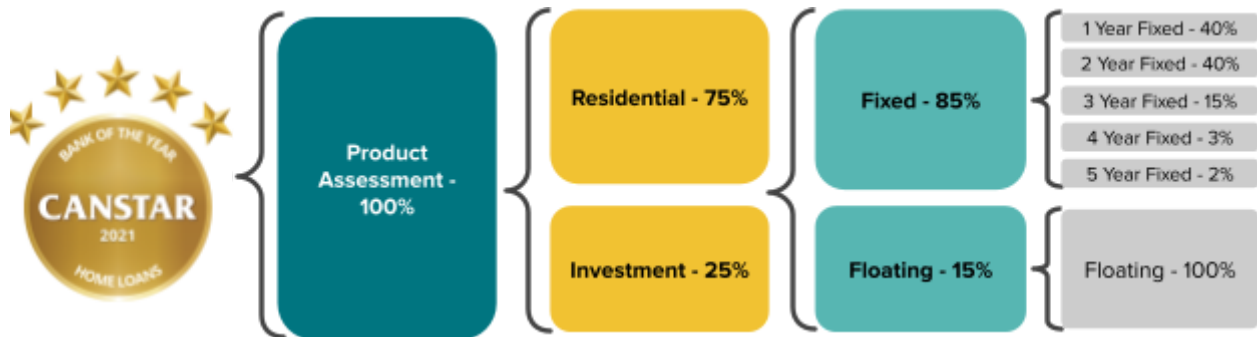 BANK OF THE YEAR
CANSTAR
2021
HOME LOANS
Product
Assessment -
100%
Residential - 75%
Investment - 25%
Fixed - 85%
Floating - 15%
1 Year Fixed - 40%
2 Year Fixed - 40%
3 Year Fixed - 15%
4 Year Fixed - 3%
5 Year Fixed - 2%
Floating - 100%